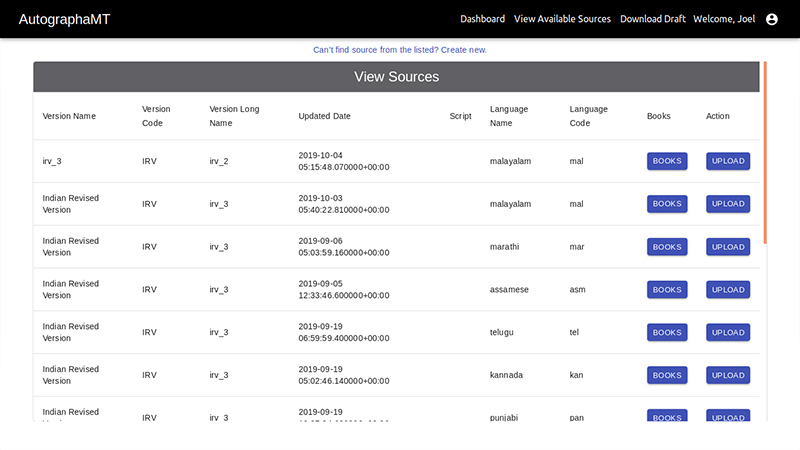 AutographaMT
Dashboard View Available Sources Download Draft Welcome, Joel
Can't find source from the listed? Create new.
View Sources
Version Name Version Code Version Long Name Updated Date Script Language Name Language Code Books Action
irv_3 IRV irv_2 2019-10-04 05:15:48.070000+00:00 malayalam mal BOOKS UPLOAD
Indian Revised Version IRV irv_3 2019-10-03 05:40:22.810000+00:00 malayalam mal BOOKS UPLOAD
Indian Revised Version IRV irv_3 2019-09-06 05:03:59.160000+00:00 marathi mar BOOKS UPLOAD
Indian Revised Version IRV irv_3 2019-09-05 12:33:46.600000+00:00 assamese asm BOOKS UPLOAD
Indian Revised Version IRV irv_3 2019-09-19 06:59:59.400000+00:00 telugu tel BOOKS UPLOAD
Indian Revised Version IRV irv_3 2019-09-19 05:02:46.140000+00:00 kannada kan BOOKS UPLOAD
Indian Revised IRV irv_3 2019-09-19 punjabi pan BOOKS UPLOAD